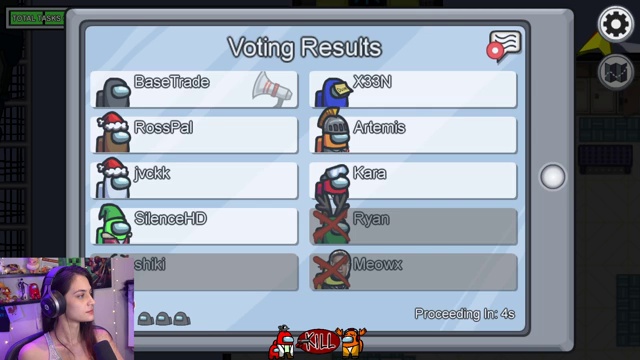 TOTAL TASKS
Voting Results
BaseTrade
X33N
RossPal
Artemis
jvckk
Kara
SilenceHD
Ryan
shiki
Meowx
Proceeding In: 4s
KILL